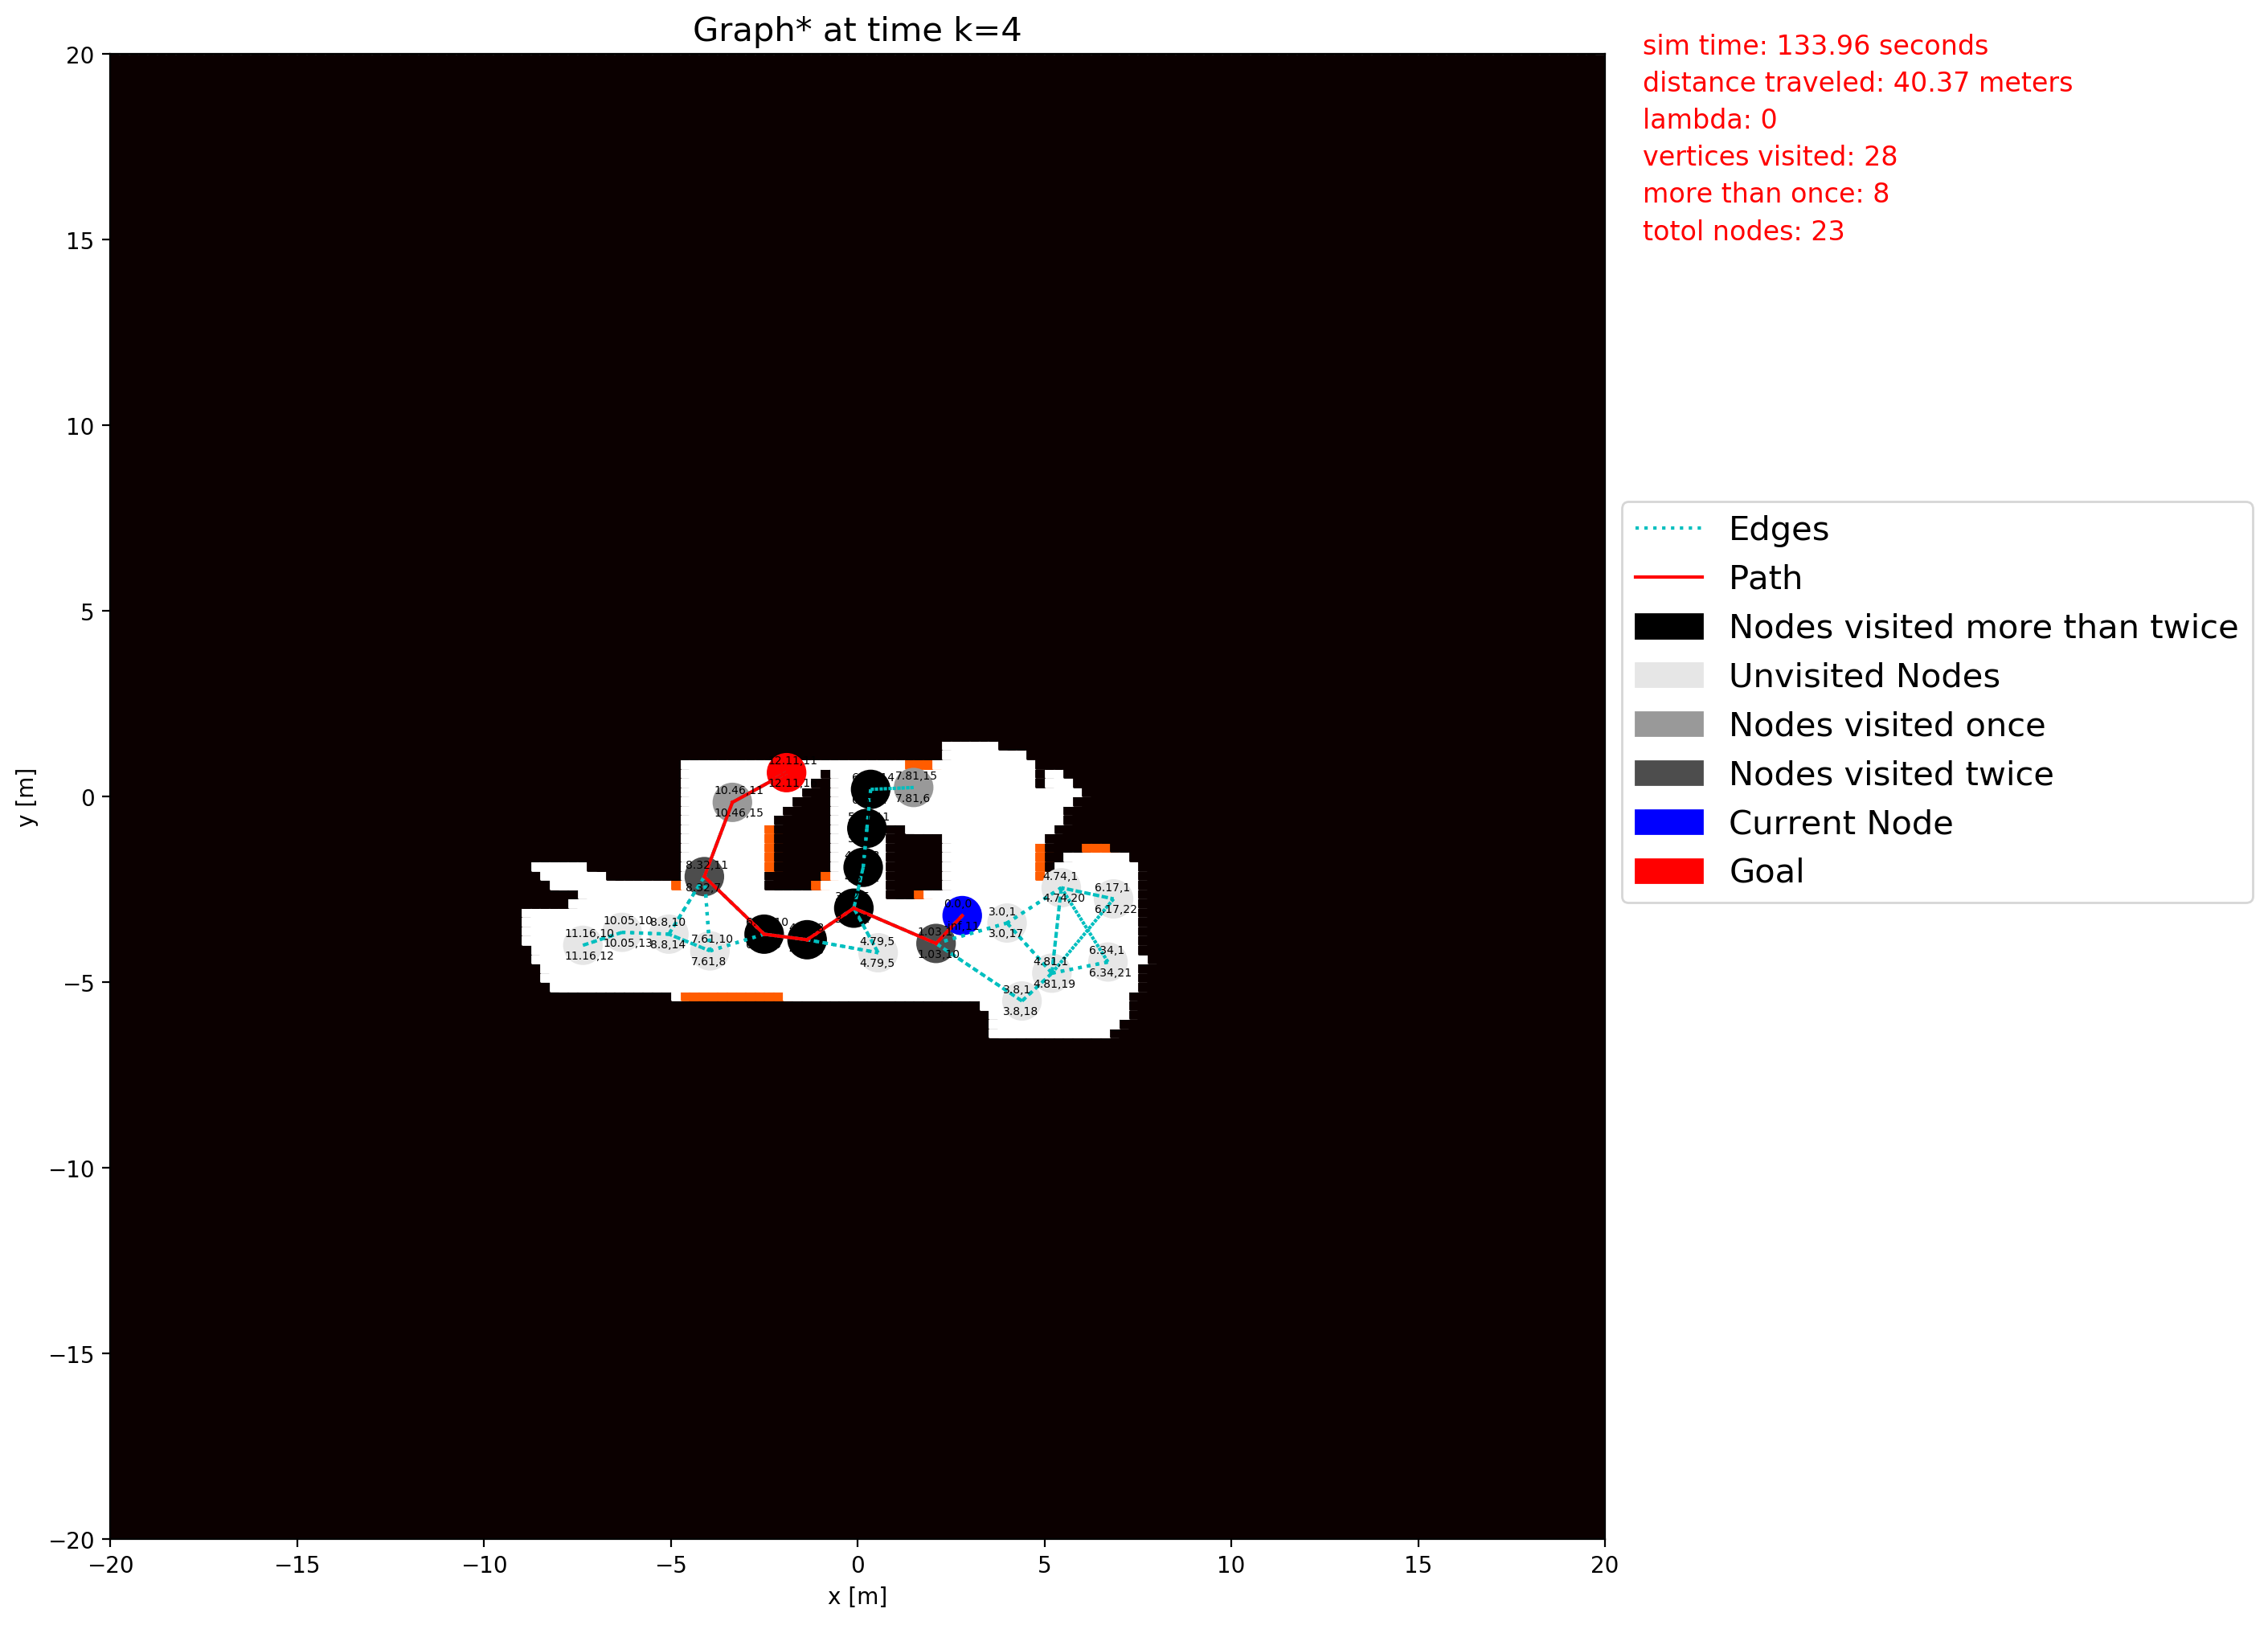 Graph* at time k=4
sim time: 133.96 seconds
distance traveled: 40.37 meters
lambda: 0
vertices visited: 28
more than once: 8
totol nodes: 23
20
15
10
5
0
−5
−10
−15
−20
y [m]
−20 −15 −10 −5 0 5 10 15 20
x [m]
Edges
Path
Nodes visited more than twice
Unvisited Nodes
Nodes visited once
Nodes visited twice
Current Node
Goal
12.11,11
10.46,11
10.46,15
7.81,15
7.81,6
8.32,11
8.32,7
4.74,1
4.74,20
6.17,1
6.17,22
0.0,0
3.0,1
3.0,17
10.05,10
10.05,13
8.8,10
8.8,14
11.16,10
11.16,12
7.61,10
7.61,8
4.79,5
4.79,5
1.03,10
6.34,1
6.34,21
4.81,1
4.81,19
3.8,1
3.8,18